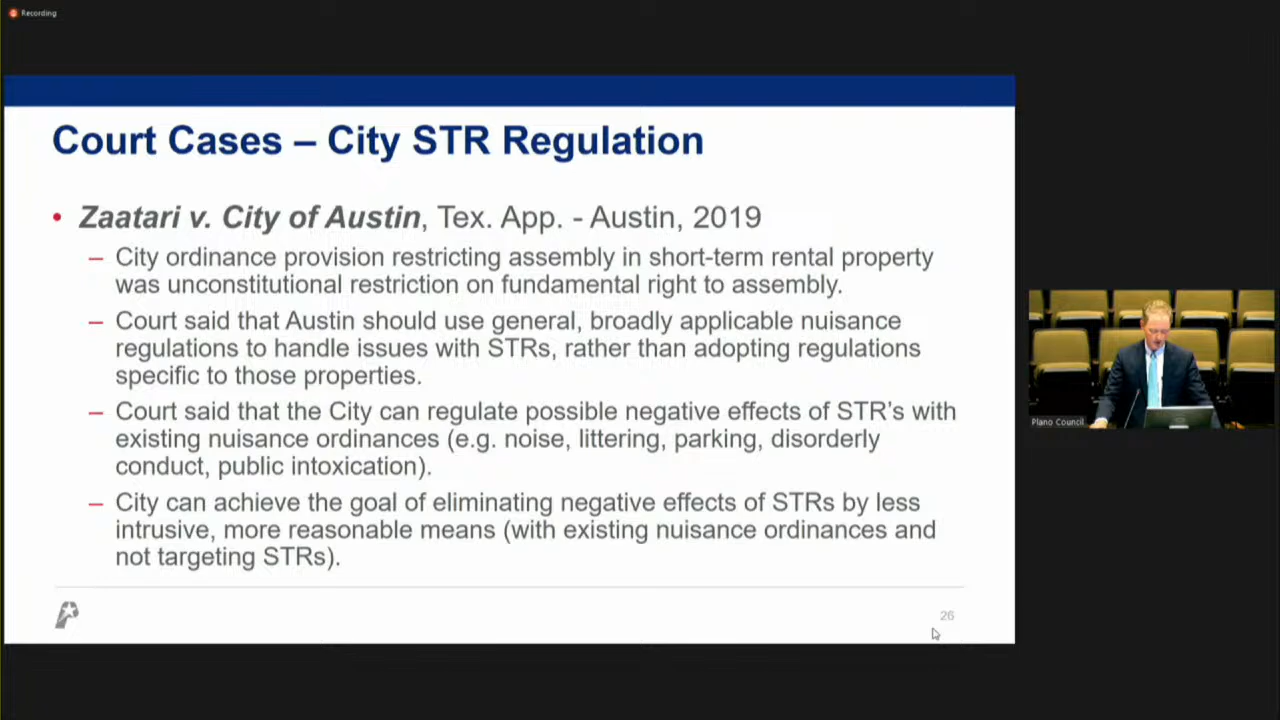 Recording
Court Cases – City STR Regulation
• Zaatari v. City of Austin, Tex. App. - Austin, 2019
– City ordinance provision restricting assembly in short-term rental property
was unconstitutional restriction on fundamental right to assembly.
– Court said that Austin should use general, broadly applicable nuisance
regulations to handle issues with STRs, rather than adopting regulations
specific to those properties.
– Court said that the City can regulate possible negative effects of STR's with
existing nuisance ordinances (e.g. noise, littering, parking, disorderly
conduct, public intoxication).
– City can achieve the goal of eliminating negative effects of STRs by less
intrusive, more reasonable means (with existing nuisance ordinances and
not targeting STRs).
26
Plano Council